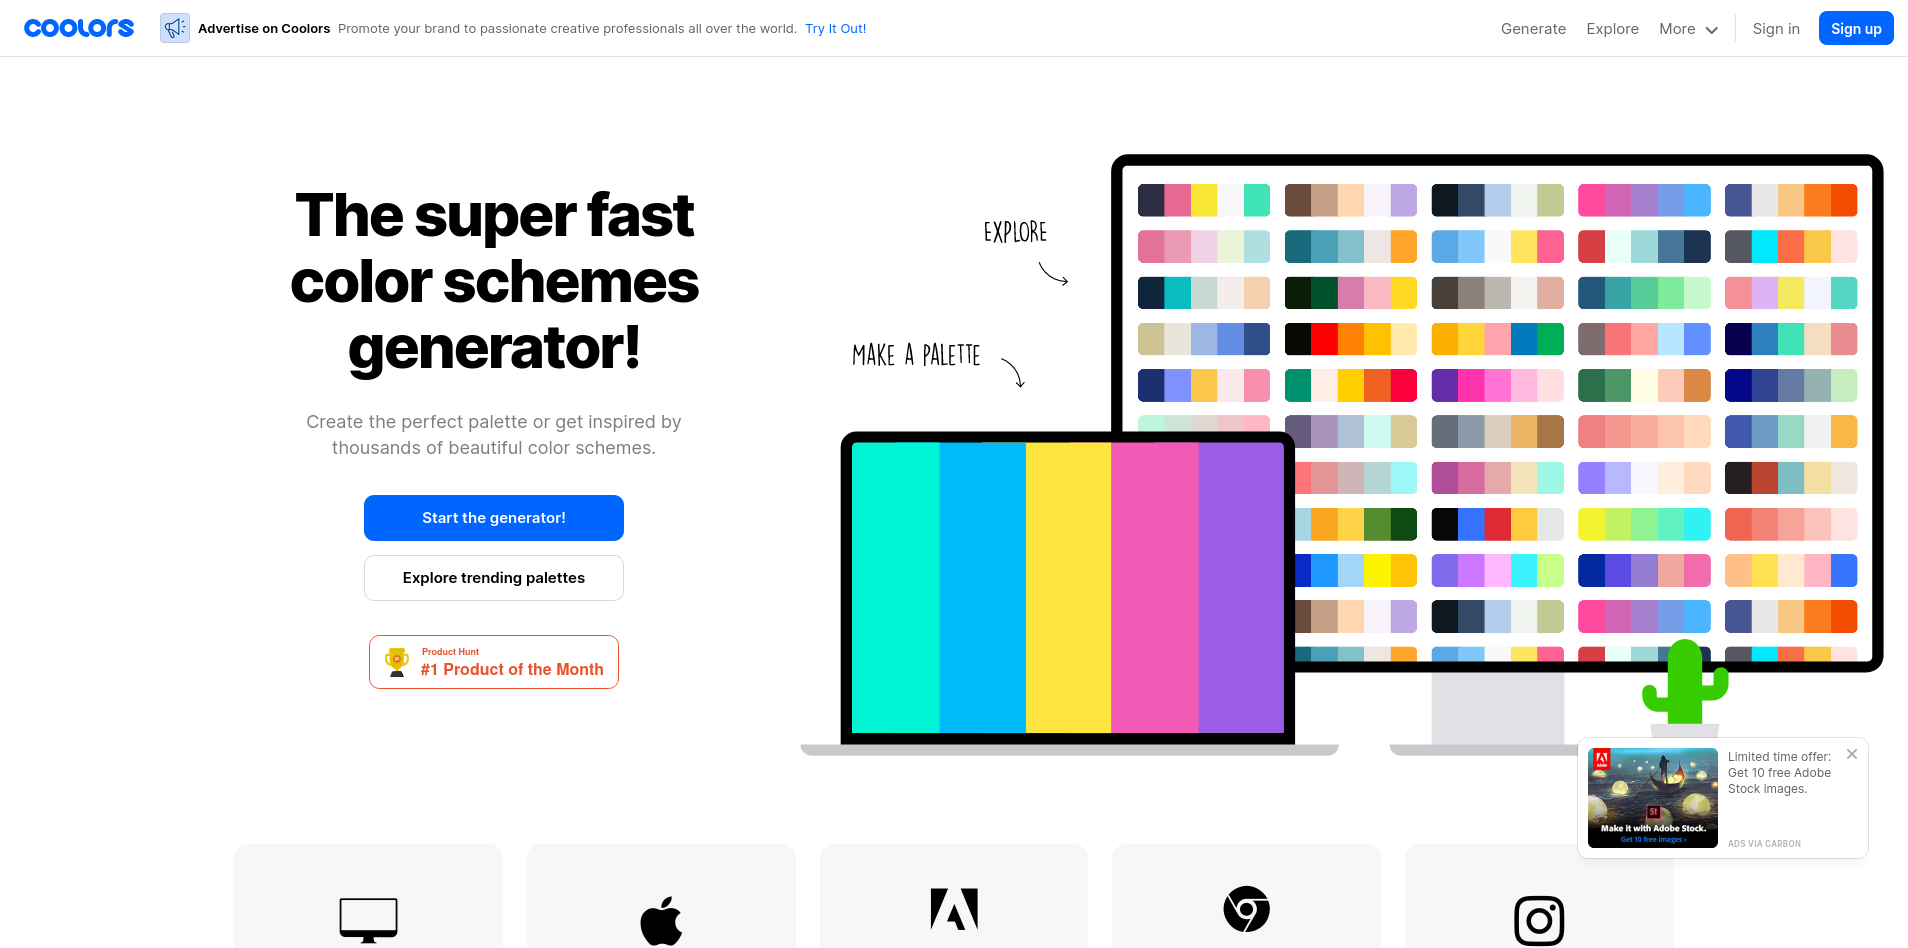 coolors
Advertise on Coolors Promote your brand to passionate creative professionals all over the world. Try It Out!
Generate
Explore
More
Sign in
Sign up
The super fast
color schemes
generator!
Create the perfect palette or get inspired by
thousands of beautiful color schemes.
Start the generator!
Explore trending palettes
Product Hunt
#1 Product of the Month
EXPLORE
MAKE A PALETTE
Adobe
St
Make it with Adobe Stock.
Get 10 free images ›
Limited time offer:
Get 10 free Adobe
Stock images.
ADS VIA CARBON